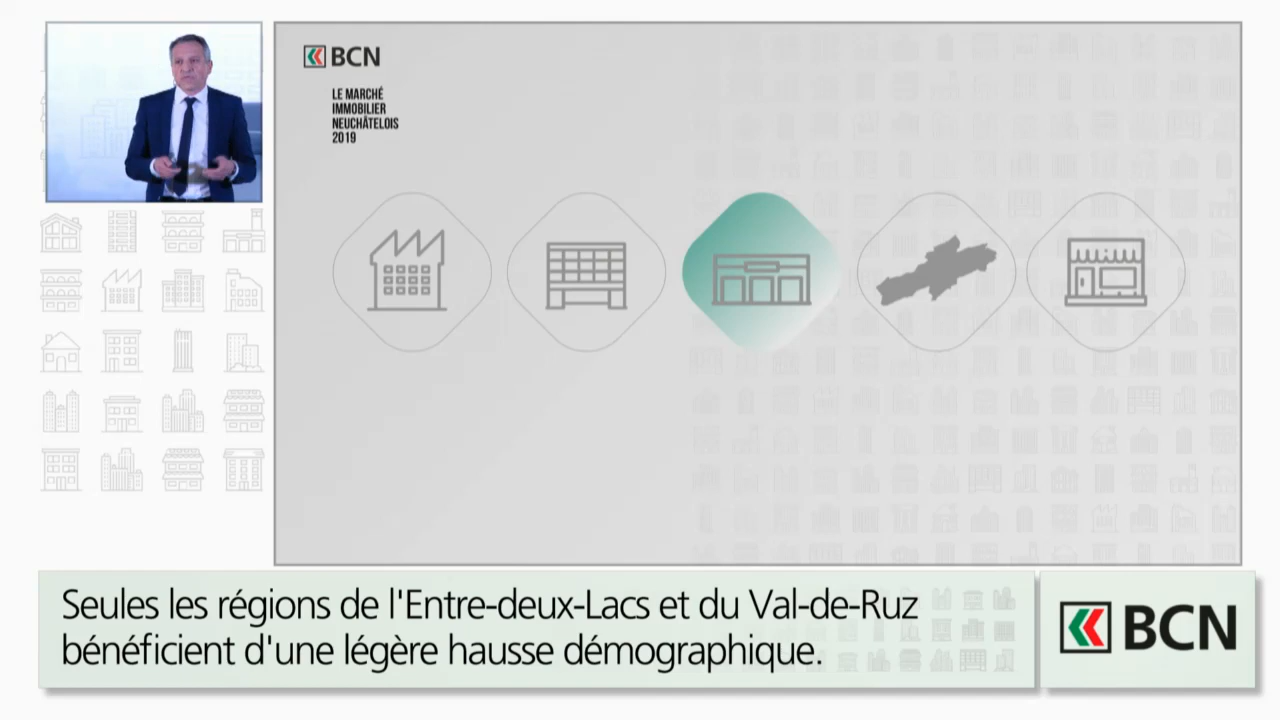 BCN
LE MARCHÉ
IMMOBILIER
NEUCHÂTELOIS
2019
Seules les régions de l'Entre-deux-Lacs et du Val-de-Ruz
bénéficient d'une légère hausse démographique.
BCN